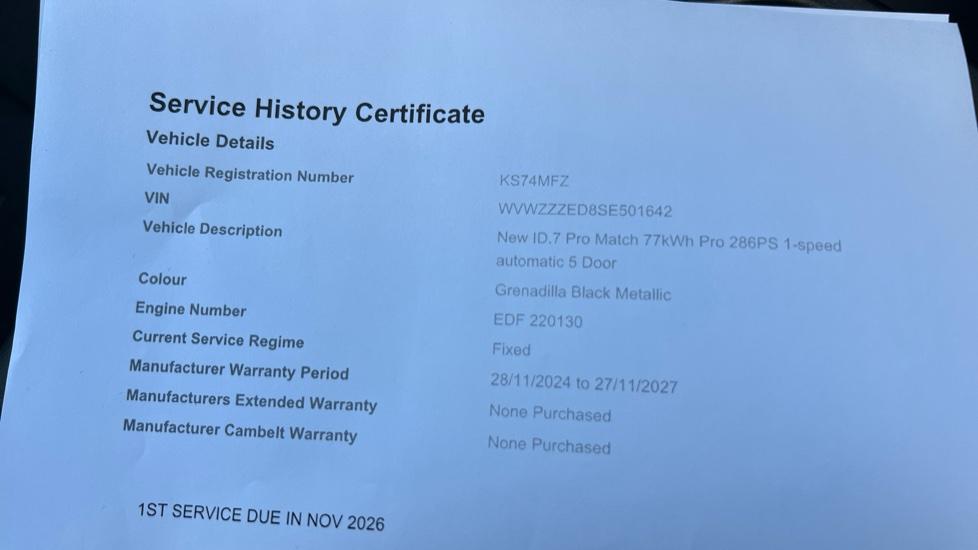 Service History Certificate
Vehicle Details
Vehicle Registration Number KS74MFZ
VIN WVWZZZED8SE501642
Vehicle Description New ID.7 Pro Match 77kWh Pro 286PS 1-speed
automatic 5 Door
Colour Grenadilla Black Metallic
Engine Number EDF 220130
Current Service Regime Fixed
Manufacturer Warranty Period 28/11/2024 to 27/11/2027
Manufacturers Extended Warranty None Purchased
Manufacturer Cambelt Warranty None Purchased
1ST SERVICE DUE IN NOV 2026